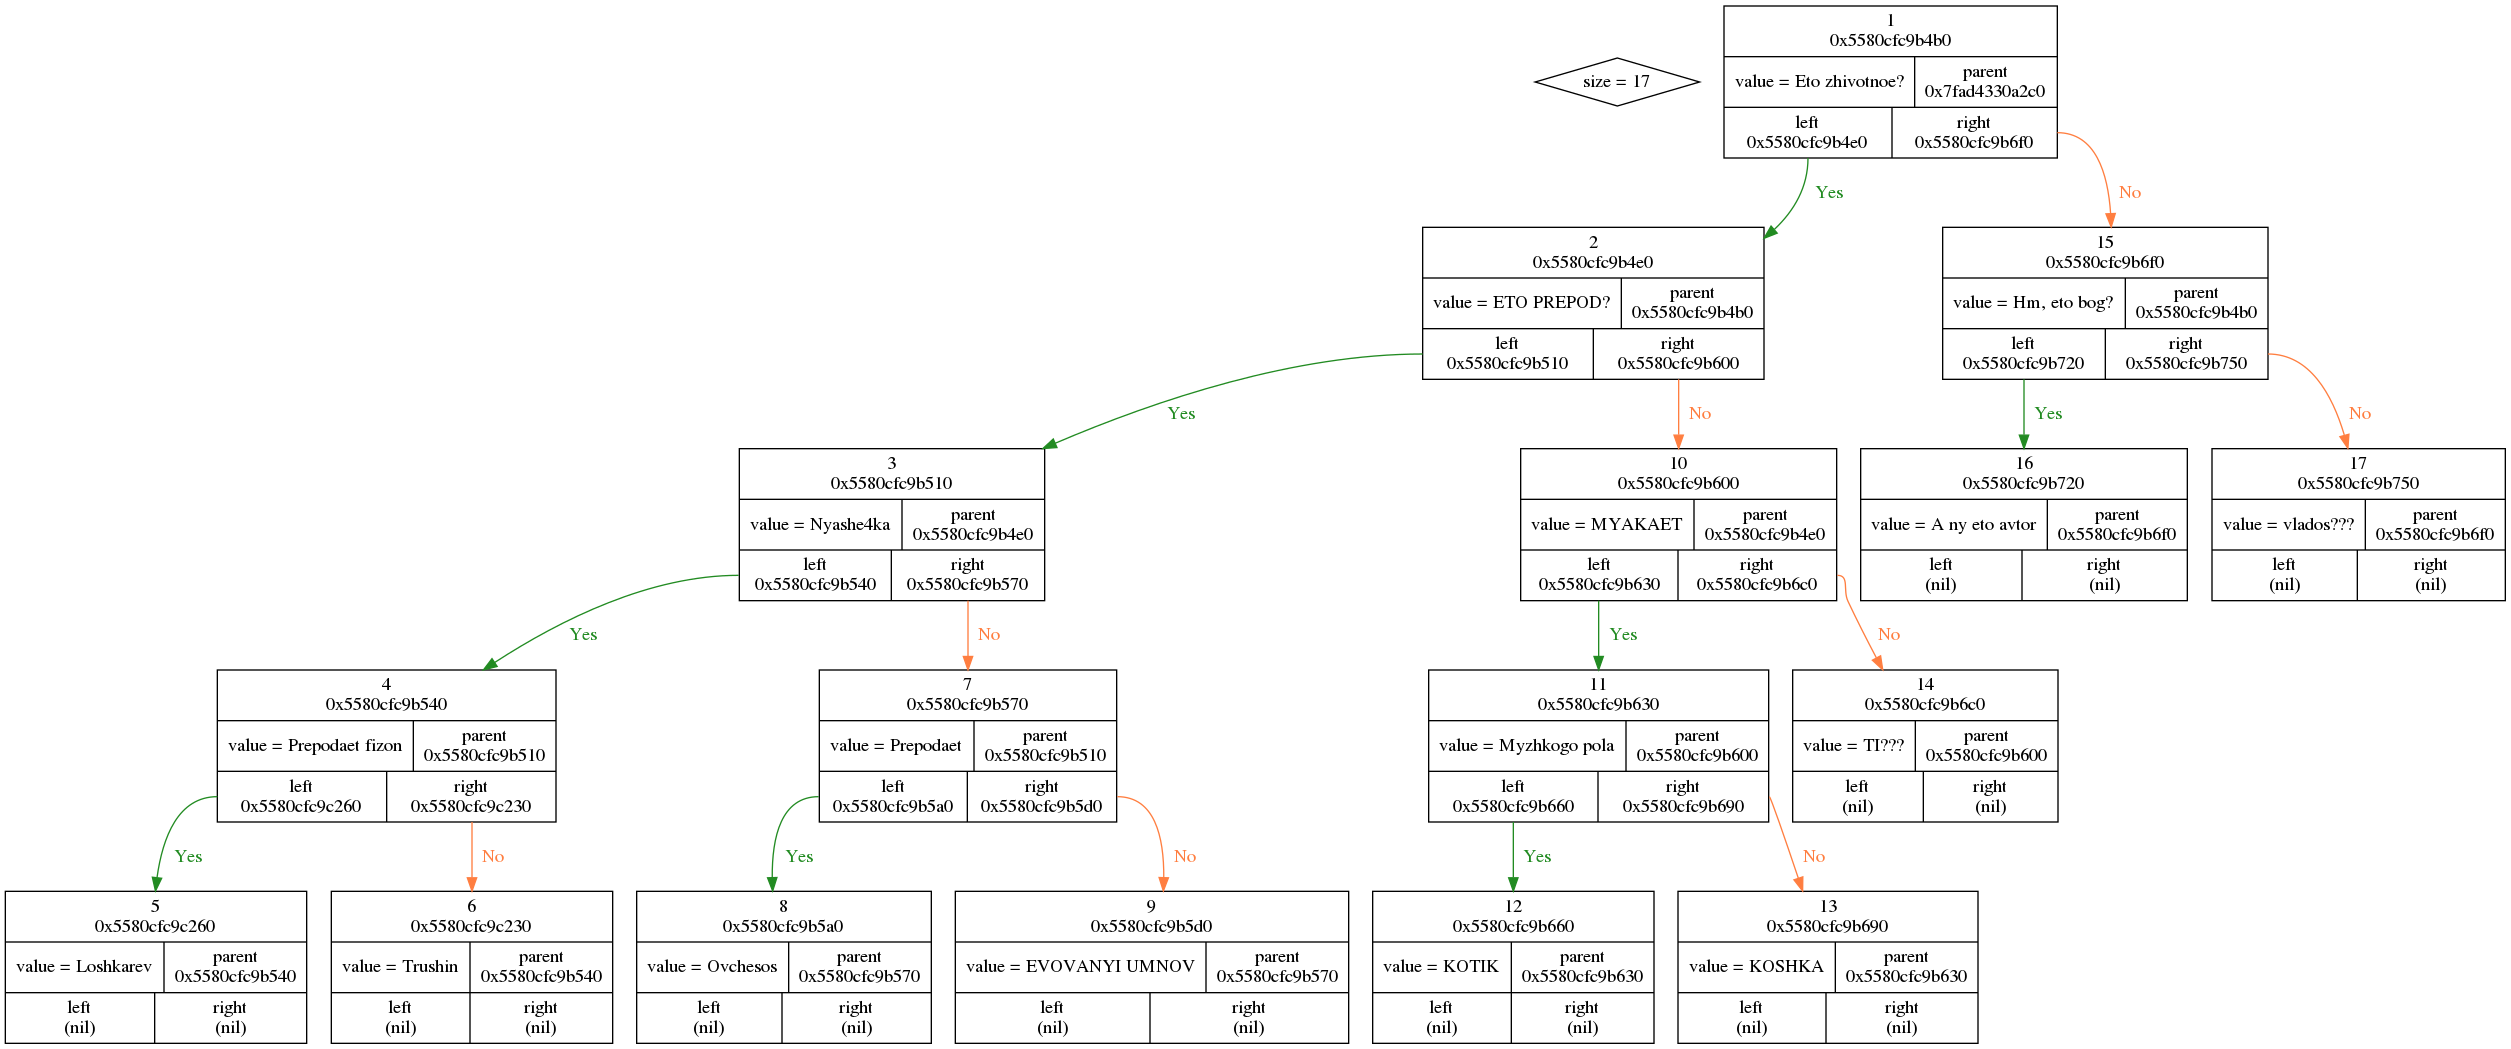 size = 17
1
0x5580cfc9b4b0
value = Eto zhivotnoe?
parent
0x7fad4330a2c0
left
0x5580cfc9b4e0
right
0x5580cfc9b6f0
Yes
No
2
0x5580cfc9b4e0
value = ETO PREPOD?
parent
0x5580cfc9b4b0
left
0x5580cfc9b510
right
0x5580cfc9b600
15
0x5580cfc9b6f0
value = Hm, eto bog?
parent
0x5580cfc9b4b0
left
0x5580cfc9b720
right
0x5580cfc9b750
Yes
No
Yes
No
3
0x5580cfc9b510
value = Nyashe4ka
parent
0x5580cfc9b4e0
left
0x5580cfc9b540
right
0x5580cfc9b570
10
0x5580cfc9b600
value = MYAKAET
parent
0x5580cfc9b4e0
left
0x5580cfc9b630
right
0x5580cfc9b6c0
16
0x5580cfc9b720
value = A ny eto avtor
parent
0x5580cfc9b6f0
left
(nil)
right
(nil)
17
0x5580cfc9b750
value = vlados???
parent
0x5580cfc9b6f0
left
(nil)
right
(nil)
Yes
No
Yes
No
4
0x5580cfc9b540
value = Prepodaet fizon
parent
0x5580cfc9b510
left
0x5580cfc9c260
right
0x5580cfc9c230
7
0x5580cfc9b570
value = Prepodaet
parent
0x5580cfc9b510
left
0x5580cfc9b5a0
right
0x5580cfc9b5d0
11
0x5580cfc9b630
value = Myzhkogo pola
parent
0x5580cfc9b600
left
0x5580cfc9b660
right
0x5580cfc9b690
14
0x5580cfc9b6c0
value = TI???
parent
0x5580cfc9b600
left
(nil)
right
(nil)
Yes
No
Yes
No
Yes
No
5
0x5580cfc9c260
value = Loshkarev
parent
0x5580cfc9b540
left
(nil)
right
(nil)
6
0x5580cfc9c230
value = Trushin
parent
0x5580cfc9b540
left
(nil)
right
(nil)
8
0x5580cfc9b5a0
value = Ovchesos
parent
0x5580cfc9b570
left
(nil)
right
(nil)
9
0x5580cfc9b5d0
value = EVOVANYI UMNOV
parent
0x5580cfc9b570
left
(nil)
right
(nil)
12
0x5580cfc9b660
value = KOTIK
parent
0x5580cfc9b630
left
(nil)
right
(nil)
13
0x5580cfc9b690
value = KOSHKA
parent
0x5580cfc9b630
left
(nil)
right
(nil)